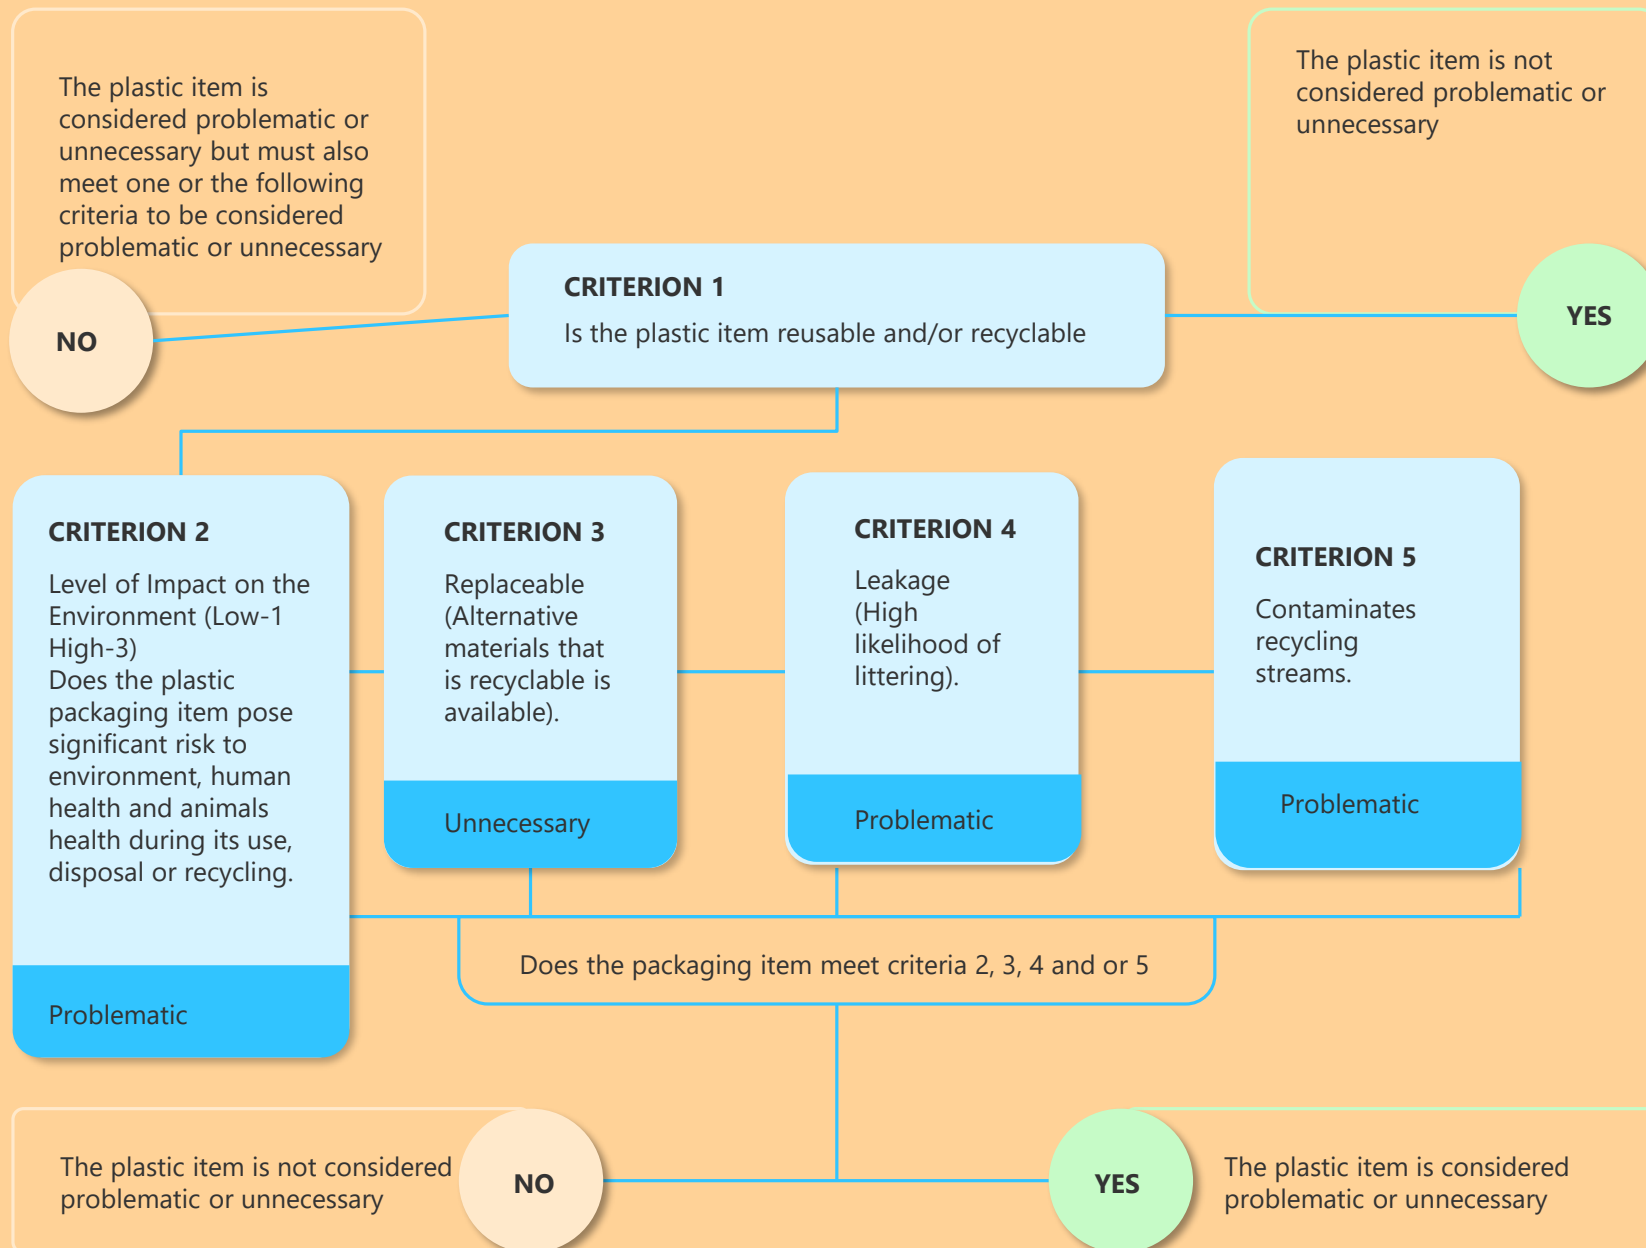 The plastic item is
considered problematic or
unnecessary but must also
meet one or the following
criteria to be considered
problematic or unnecessary
NO
The plastic item is not
considered problematic or
unnecessary
YES
CRITERION 1
Is the plastic item reusable and/or recyclable
CRITERION 2
Level of Impact on the
Environment (Low-1
High-3)
Does the plastic
packaging item pose
significant risk to
environment, human
health and animals
health during its use,
disposal or recycling.
Problematic
CRITERION 3
Replaceable
(Alternative
materials that
is recyclable is
available).
Unnecessary
CRITERION 4
Leakage
(High
likelihood of
littering).
Problematic
CRITERION 5
Contaminates
recycling
streams.
Problematic
Does the packaging item meet criteria 2, 3, 4 and or 5
The plastic item is not considered
problematic or unnecessary
NO
YES
The plastic item is considered
problematic or unnecessary